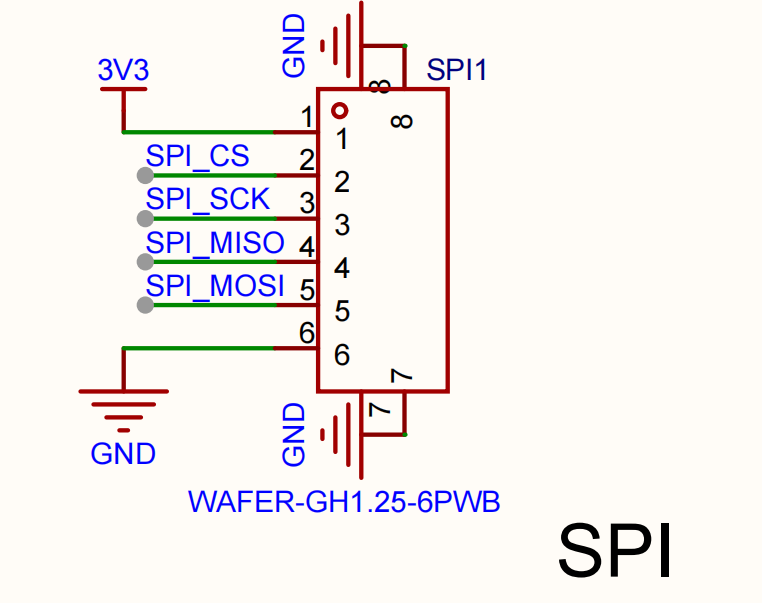 GND
3V3
SPI1
8
8
1
1
SPI_CS
2
2
SPI_SCK
3
3
SPI_MISO
4
4
SPI_MOSI
5
5
6
6
7
7
GND
GND
WAFER-GH1.25-6PWB
SPI